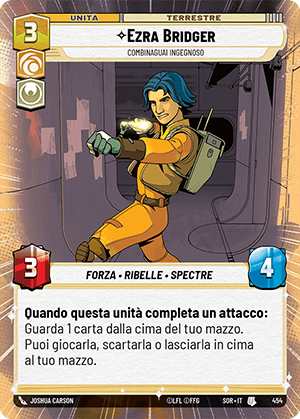 3
UNITÀ
TERRESTRE
✧EZRA BRIDGER
COMBINAGUAI INGEGNOSO
3
4
FORZA • RIBELLE • SPECTRE
Quando questa unità completa un attacco:
Guarda 1 carta dalla cima del tuo mazzo.
Puoi giocarla, scartarla o lasciarla in cima
al tuo mazzo.
JOSHUA CARSON
©LFL ©FFG
SOR • IT
454